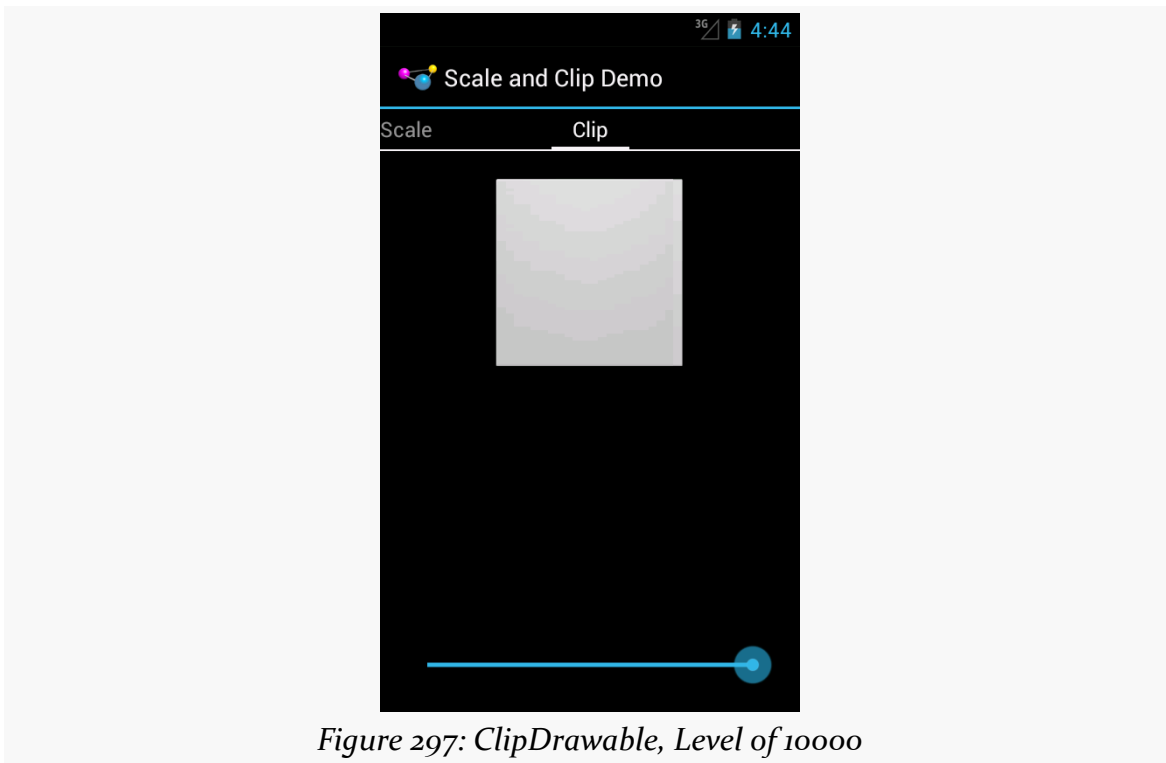 3G 4:44
Scale and Clip Demo
Scale Clip
Figure 297: ClipDrawable, Level of 10000